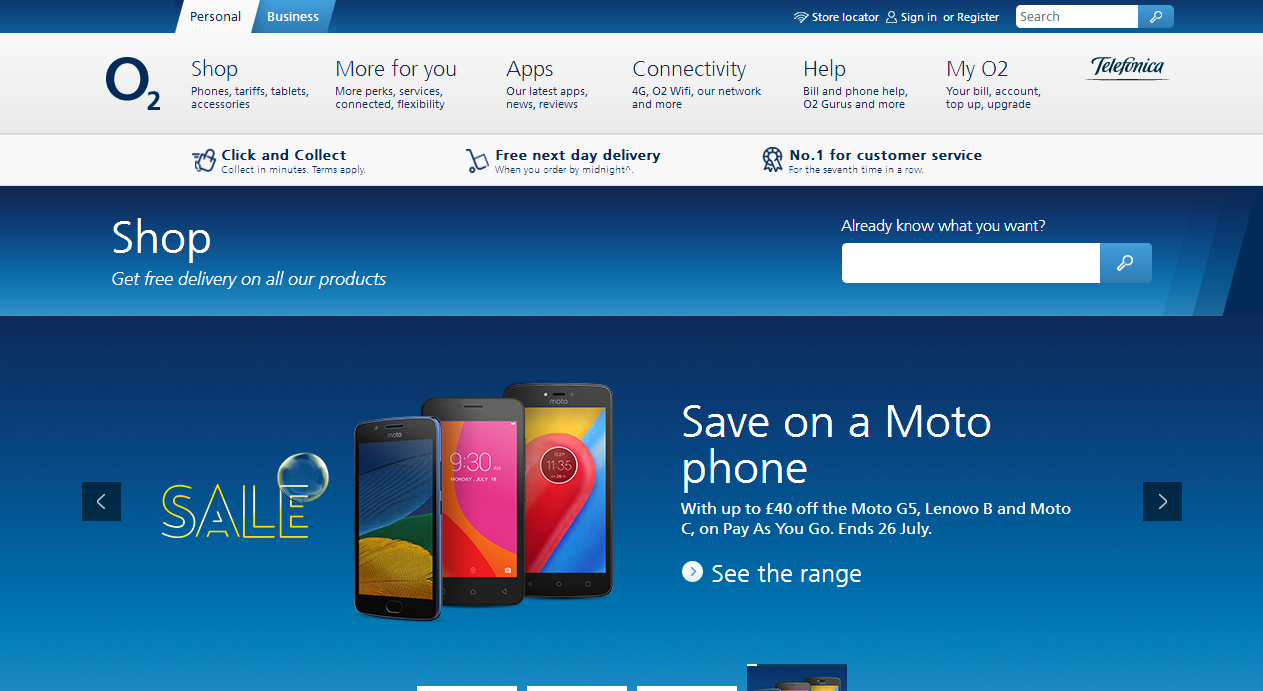 Personal
Business
Store locator
Sign in or Register
Search
O2
Shop
Phones, tariffs, tablets,
accessories
More for you
More perks, services,
connected, flexibility
Apps
Our latest apps,
news, reviews
Connectivity
4G, O2 Wifi, our network
and more
Help
Bill and phone help,
O2 Gurus and more
My O2
Your bill, account,
top up, upgrade
Telefónica
Click and Collect
Collect in minutes. Terms apply.
Free next day delivery
When you order by midnight^.
No.1 for customer service
For the seventh time in a row.
Shop
Get free delivery on all our products
Already know what you want?
SALE
moto
9:30 AM
MONDAY, JULY 18
moto
11:35
Save on a Moto
phone
With up to £40 off the Moto G5, Lenovo B and Moto
C, on Pay As You Go. Ends 26 July.
See the range